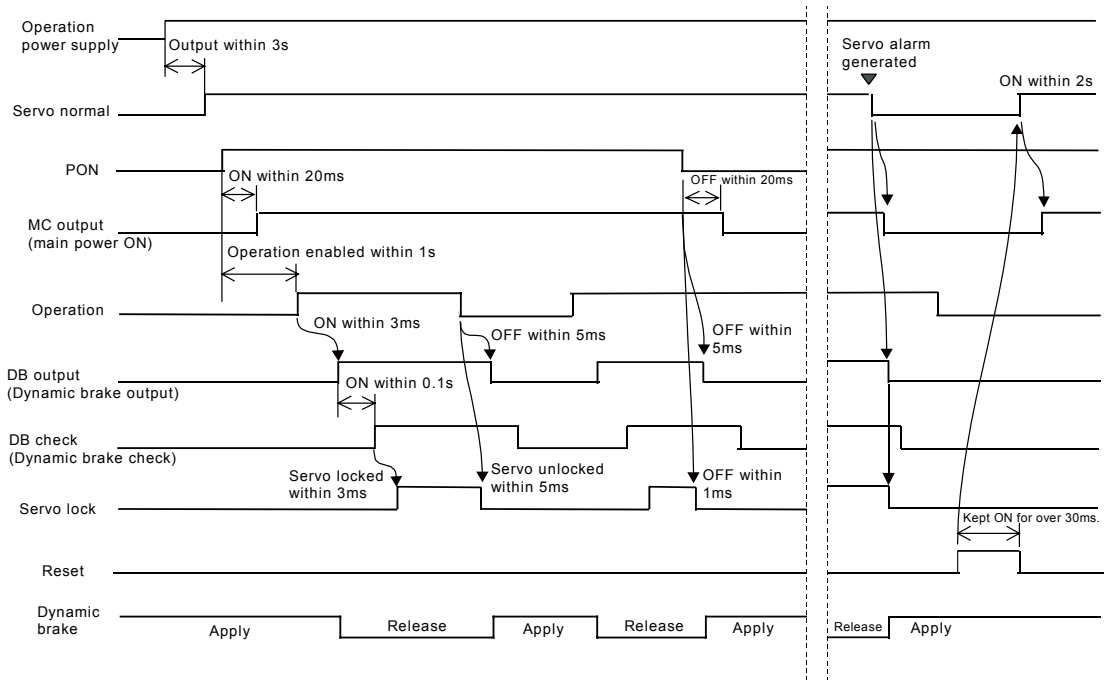 Operation
power supply
Output within 3s
Servo alarm
generated
ON within 2s
Servo normal
PON
ON within 20ms
OFF within 20ms
MC output
(main power ON)
Operation enabled within 1s
Operation
ON within 3ms
OFF within 5ms
OFF within
5ms
DB output
(Dynamic brake output)
ON within 0.1s
DB check
(Dynamic brake check)
Servo locked
within 3ms
Servo unlocked
within 5ms
OFF within
1ms
Servo lock
Kept ON for over 30ms.
Reset
Dynamic
brake
Apply
Release
Apply
Release
Apply
Release
Apply